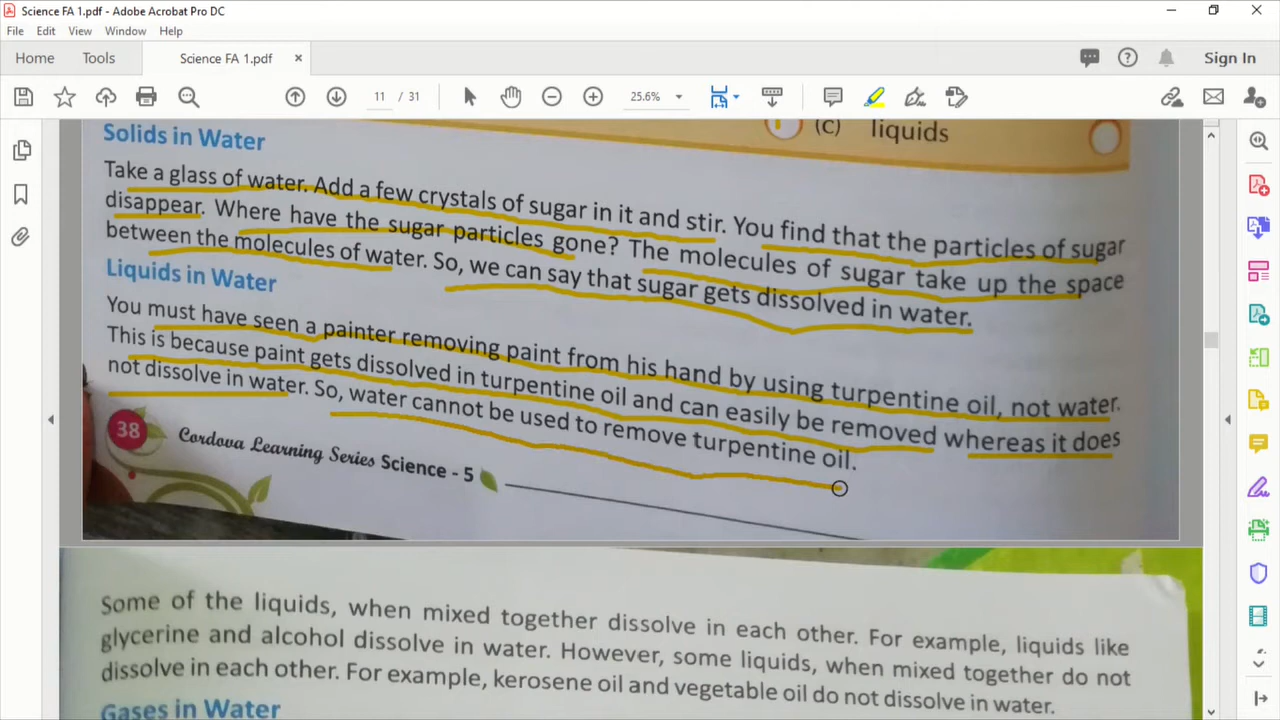 Science FA 1.pdf - Adobe Acrobat Pro DC
File Edit View Window Help
Home Tools Science FA 1.pdf × Sign In
11 / 31 25.6%
(c) liquids
Solids in Water
Take a glass of water. Add a few crystals of sugar in it and stir. You find that the particles of sugar
disappear. Where have the sugar particles gone? The molecules of sugar take up the space
between the molecules of water. So, we can say that sugar gets dissolved in water.
Liquids in Water
You must have seen a painter removing paint from his hand by using turpentine oil, not water.
This is because paint gets dissolved in turpentine oil and can easily be removed whereas it does
not dissolve in water. So, water cannot be used to remove turpentine oil.
38 Cordova Learning Series Science - 5
Some of the liquids, when mixed together dissolve in each other. For example, liquids like
glycerine and alcohol dissolve in water. However, some liquids, when mixed together do not
dissolve in each other. For example, kerosene oil and vegetable oil do not dissolve in water.
Gases in Water